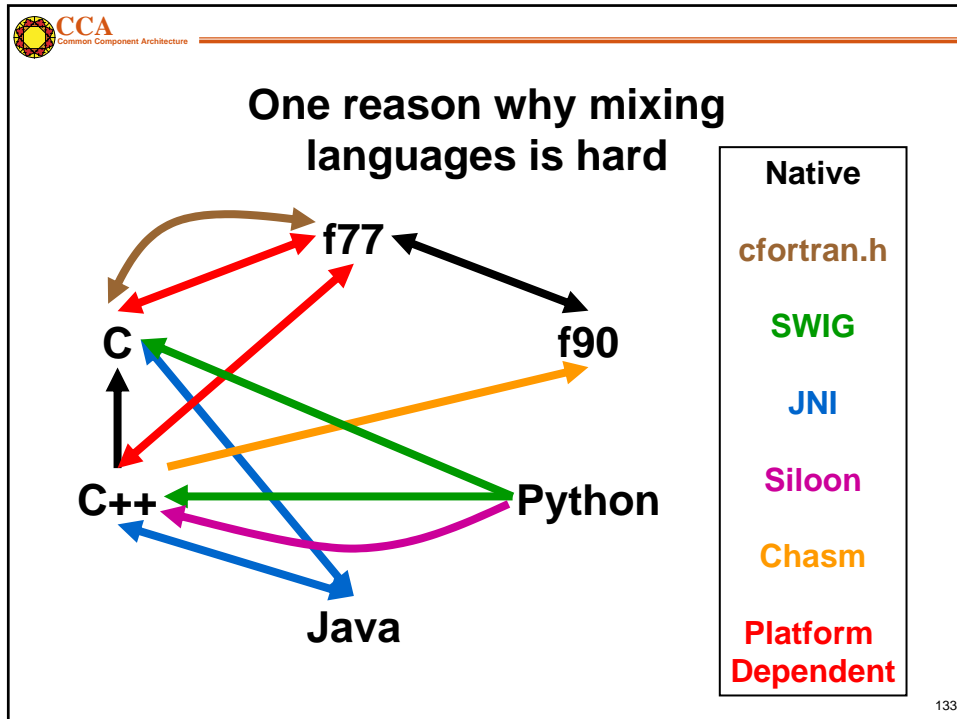 CCA
Common Component Architecture
One reason why mixing
languages is hard
Native
cfortran.h
SWIG
JNI
Siloon
Chasm
Platform
Dependent
f77
C
f90
C++
Python
Java
133